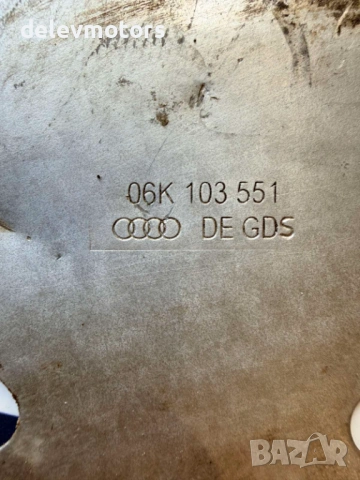 delevmotors
06K 103 551
DE GDS
BAZAR